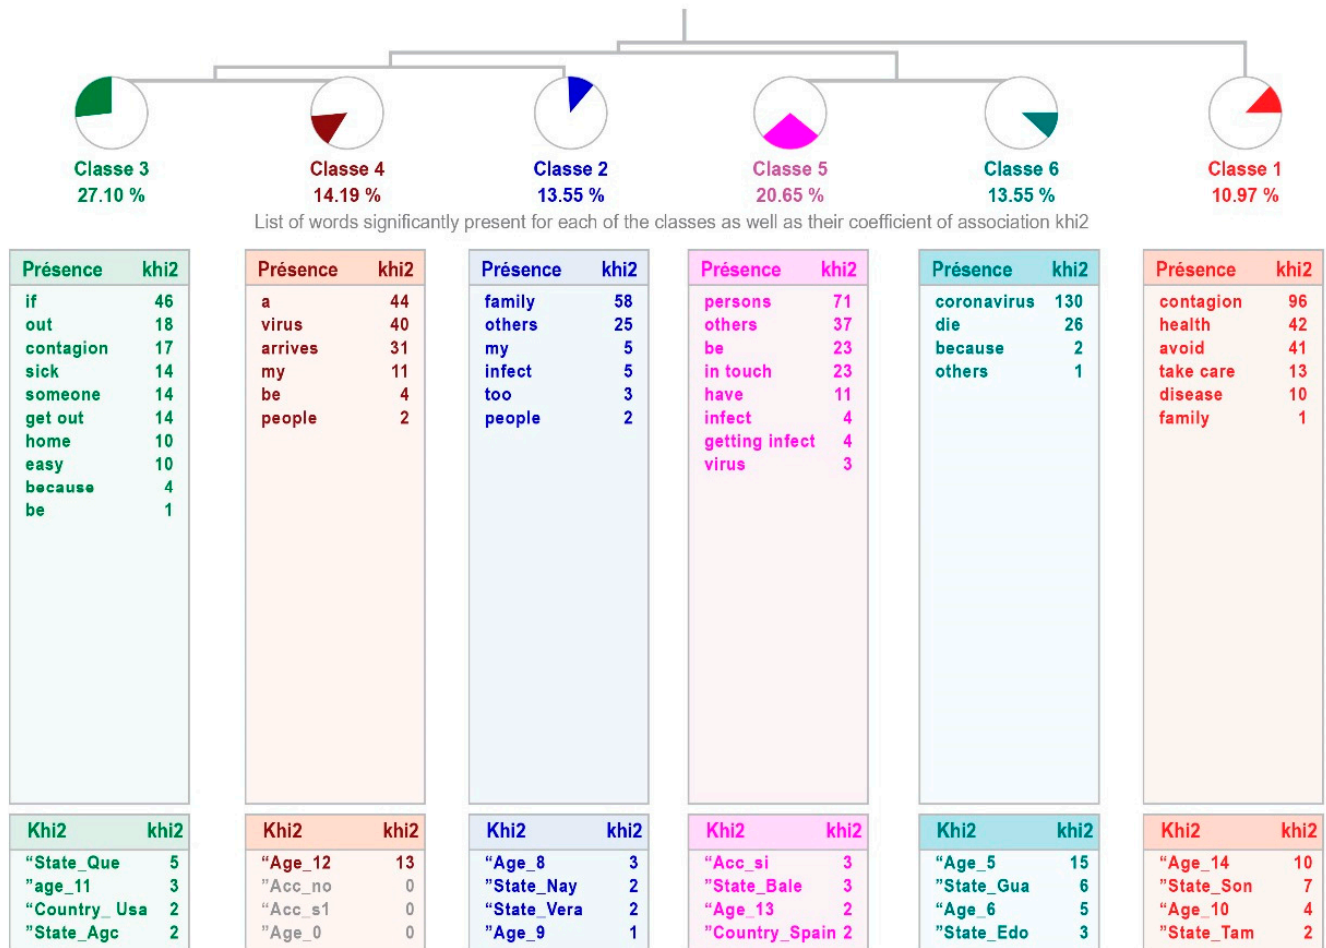 Classe 3 Classe 4 Classe 2 Classe 5 Classe 6 Classe 1
27.10 % 14.19 % 13.55 % 20.65 % 13.55 % 10.97 %
List of words significantly present for each of the classes as well as their coefficient of association khi2
Présence khi2
if 46
out 18
contagion 17
sick 14
someone 14
get out 14
home 10
easy 10
because 4
be 1
Présence khi2
a 44
virus 40
arrives 31
my 11
be 4
people 2
Présence khi2
family 58
others 25
my 5
infect 5
too 3
people 2
Présence khi2
persons 71
others 37
be 23
in touch 23
have 11
infect 4
getting infect 4
virus 3
Présence khi2
coronavirus 130
die 26
because 2
others 1
Présence khi2
contagion 96
health 42
avoid 41
take care 13
disease 10
family 1
Khi2 khi2
“State_Que 5
”age_11 3
“Country_ Usa 2
”State_Agc 2
Khi2 khi2
“Age_12 13
”Acc_no 0
“Acc_s1 0
”Age_0 0
Khi2 khi2
“Age_8 3
”State_Nay 2
“State_Vera 2
”Age_9 1
Khi2 khi2
“Acc_si 3
”State_Bale 3
“Age_13 2
“Country_Spain 2
Khi2 khi2
“Age_5 15
”State_Gua 6
“Age_6 5
”State_Edo 3
Khi2 khi2
“Age_14 10
”State_Son 7
“Age_10 4
”State_Tam 2